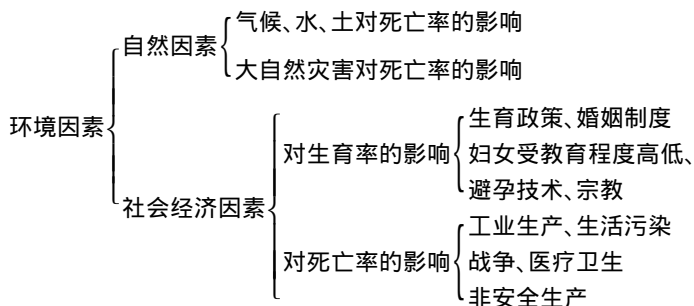 气候、水、土对死亡率的影响
自然因素
大自然灾害对死亡率的影响
环境因素
生育政策、婚姻制度
对生育率的影响
妇女受教育程度高低、
避孕技术、宗教
社会经济因素
工业生产、生活污染
对死亡率的影响
战争、医疗卫生
非安全生产